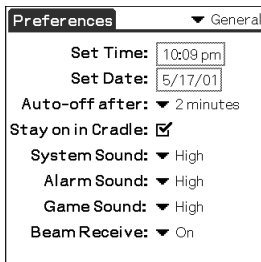 Preferences General
Set Time: 10:09 pm
Set Date: 5/17/01
Auto-off after: 2 minutes
Stay on in Cradle:
System Sound: High
Alarm Sound: High
Game Sound: High
Beam Receive: On